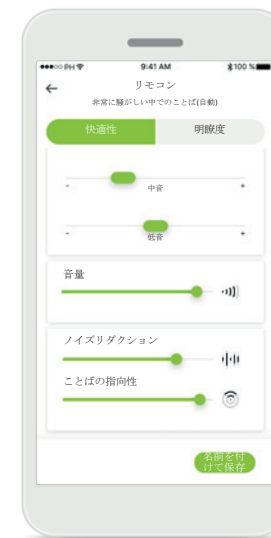 PH 9:41 AM 100 %
リモコン
非常に騒がしい中でのことば(自動)
快適性 明瞭度
- 中音 +
- 低音 +
音量
ノイズリダクション
ことばの指向性
名前を付
けて保存